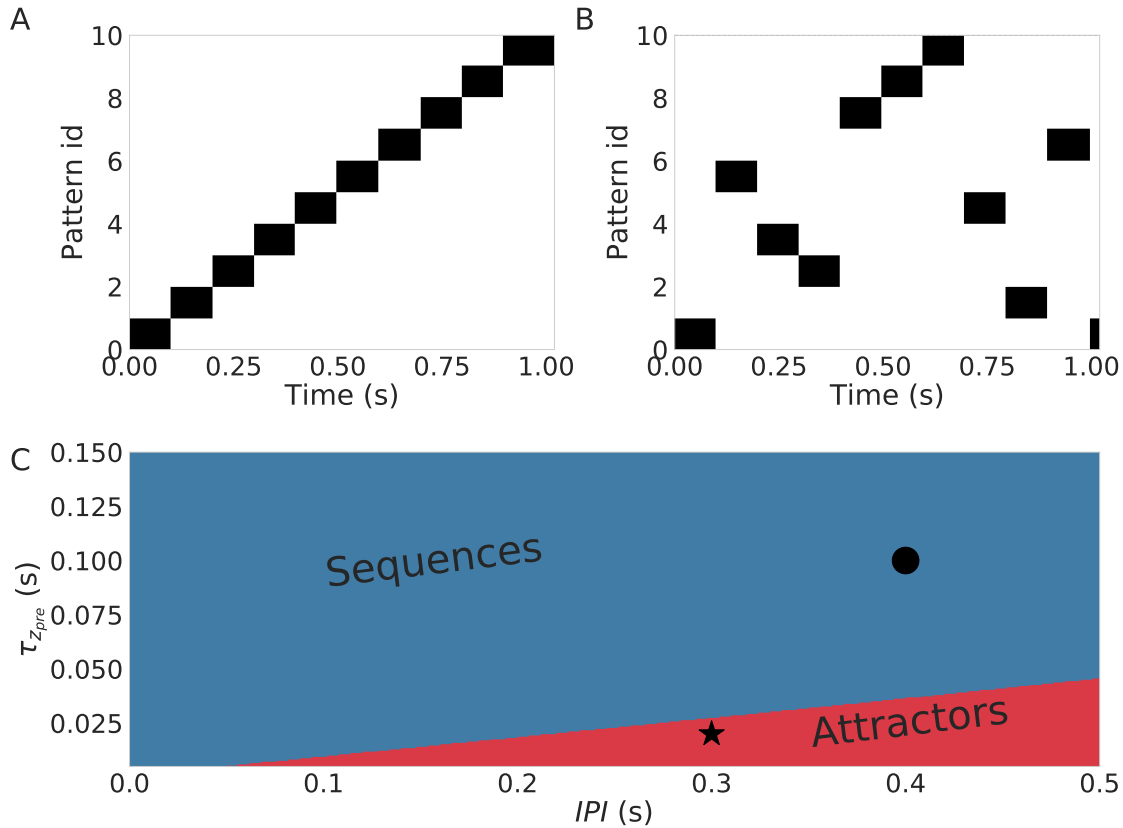 A
B
10
8
6
4
2
0
Pattern id
0.00 0.25 0.50 0.75 1.00
Time (s)
10
8
6
4
2
0
Pattern id
0.00 0.25 0.50 0.75 1.00
Time (s)
C
0.150
0.125
0.100
0.075
0.050
0.025
τ_{z_{pre}} (s)
Sequences
Attractors
0.0 0.1 0.2 0.3 0.4 0.5
IPI (s)